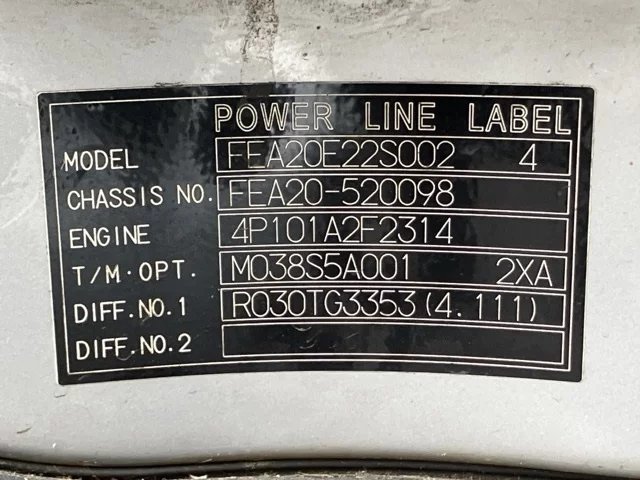 POWER LINE LABEL
MODEL FEA20E22S002 4
CHASSIS NO. FEA20-520098
ENGINE 4P101A2F2314
T/M·OPT. M038S5A001 2XA
DIFF.NO.1 R030TG3353(4.111)
DIFF.NO.2